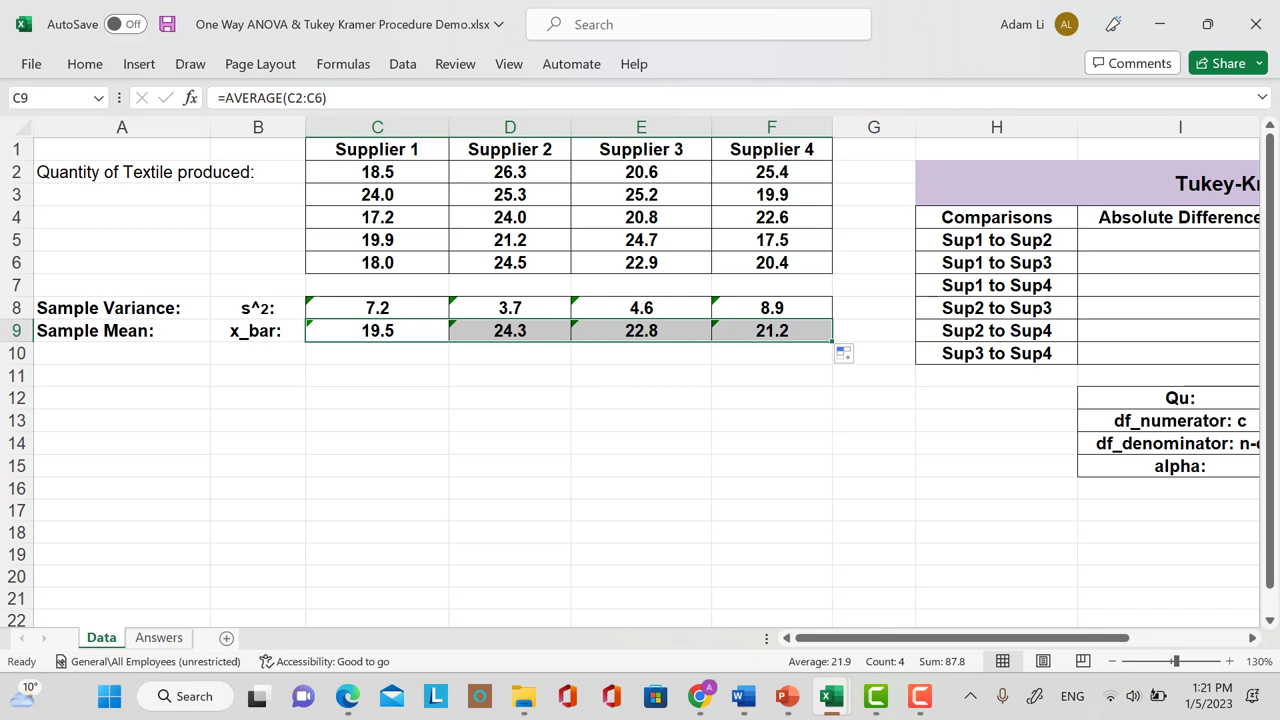 AutoSave Off One Way ANOVA & Tukey Kramer Procedure Demo.xlsx Search Adam Li AL
File Home Insert Draw Page Layout Formulas Data Review View Automate Help Comments Share
C9 fx =AVERAGE(C2:C6)
A B C D E F G H I
1 Supplier 1 Supplier 2 Supplier 3 Supplier 4
2 Quantity of Textile produced: 18.5 26.3 20.6 25.4 Tukey-Kr
3 24.0 25.3 25.2 19.9
4 17.2 24.0 20.8 22.6 Comparisons Absolute Difference
5 19.9 21.2 24.7 17.5 Sup1 to Sup2
6 18.0 24.5 22.9 20.4 Sup1 to Sup3
7 Sup1 to Sup4
8 Sample Variance: s^2: 7.2 3.7 4.6 8.9 Sup2 to Sup3
9 Sample Mean: x_bar: 19.5 24.3 22.8 21.2 Sup2 to Sup4
10 Sup3 to Sup4
11
12 Qu:
13 df_numerator: c
14 df_denominator: n-c
15 alpha:
16
17
18
19
20
21
22
Data Answers
Ready General\All Employees (unrestricted) Accessibility: Good to go Average: 21.9 Count: 4 Sum: 87.8 130%
10° Search L W P X A C C ENG 1:21 PM
1/5/2023